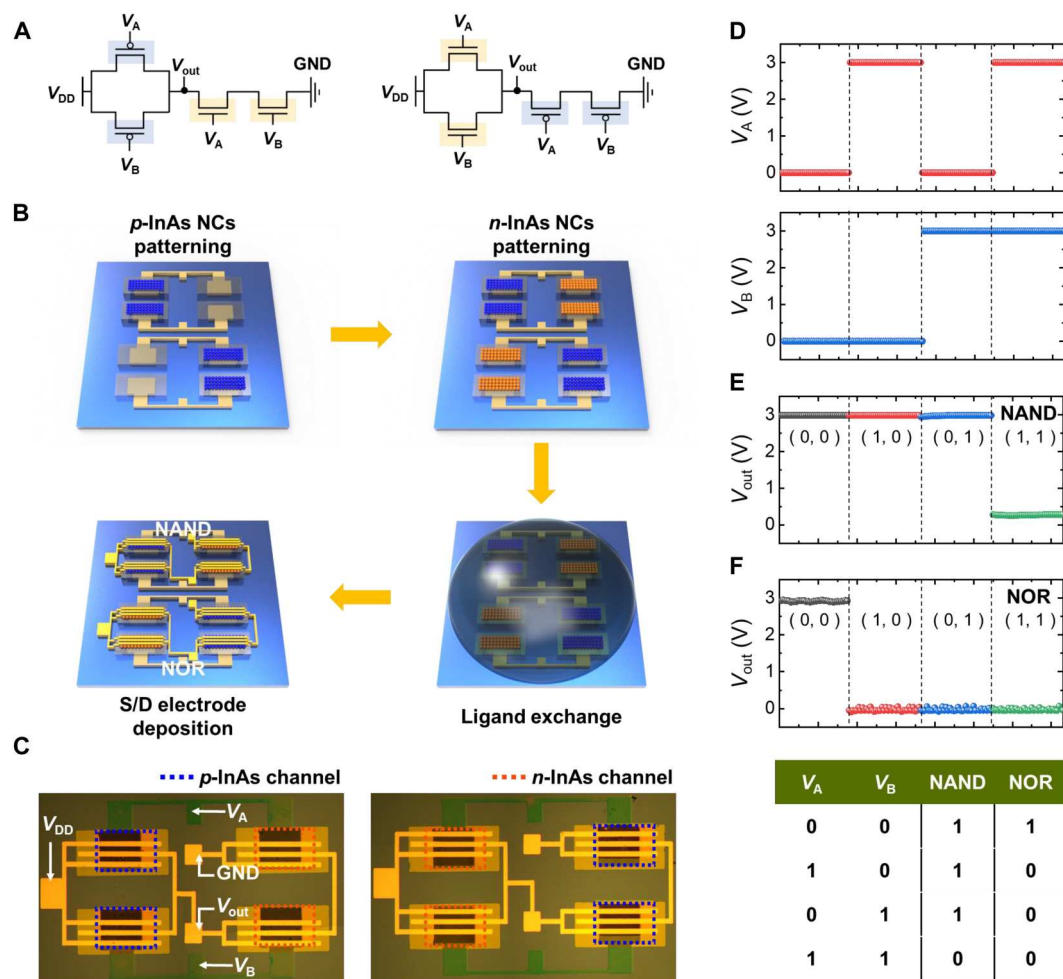 A
V_A
V_DD
V_out
GND
V_A
V_B
V_B
V_A
V_DD
V_out
GND
V_A
V_B
V_B
B
p-InAs NCs
patterning
n-InAs NCs
patterning
NAND
NOR
S/D electrode
deposition
Ligand exchange
C
p-InAs channel
n-InAs channel
V_DD
V_A
GND
V_out
V_B
D
V_A (V)
3
0
V_B (V)
3
2
1
0
E
V_out (V)
3
2
1
0
NAND
( 0, 0 )
( 1, 0 )
( 0, 1 )
( 1, 1 )
F
V_out (V)
3
2
1
0
NOR
( 0, 0 )
( 1, 0 )
( 0, 1 )
( 1, 1 )
V_A V_B NAND NOR
0 0 1 1
1 0 1 0
0 1 1 0
1 1 0 0